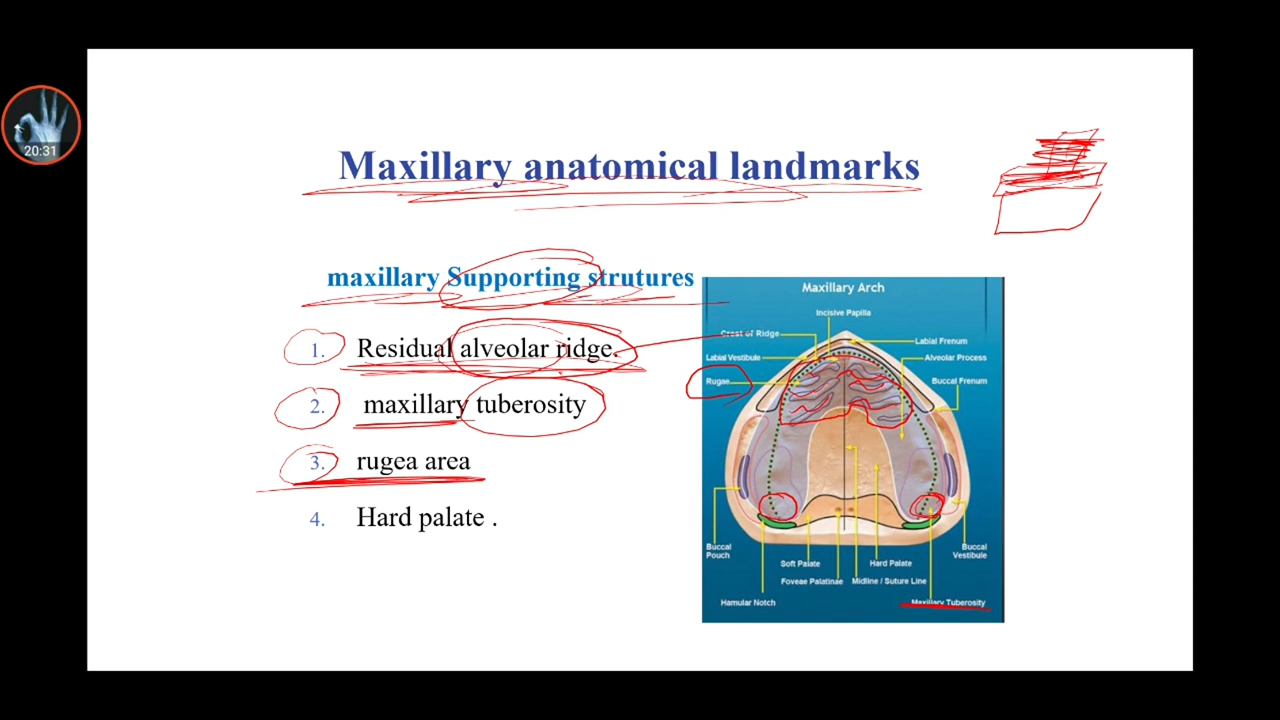 20:31
Maxillary anatomical landmarks
maxillary Supporting strutures
1. Residual alveolar ridge.
2. maxillary tuberosity
3. rugea area
4. Hard palate .
Maxillary Arch
Incisive Papilla
Crest of Ridge
Labial Frenum
Labial Vestibule
Alveolar Process
Rugae
Buccal Frenum
Buccal Pouch
Buccal Vestibule
Soft Palate
Hard Palate
Foveae Palatinae
Midline / Suture Line
Hamular Notch
Maxillary Tuberosity